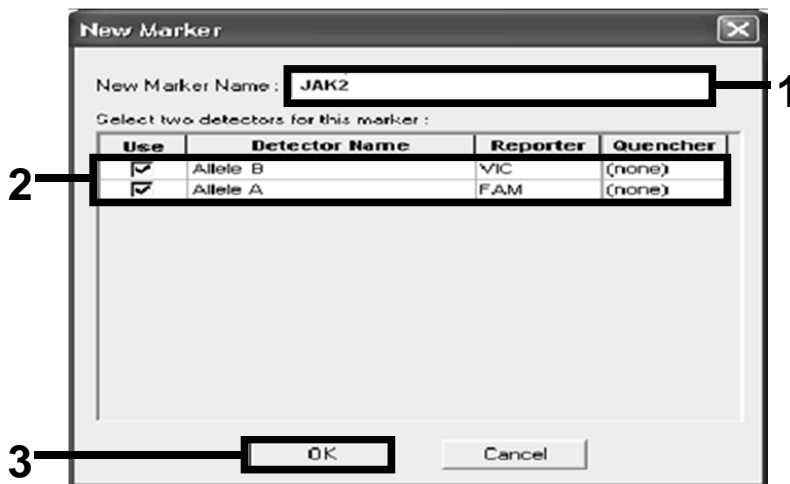 New Marker
New Marker Name : JAK2
1
Select two detectors for this marker :
Use Detector Name Reporter Quencher
2
Allele B VIC (none)
Allele A FAM (none)
3
OK Cancel